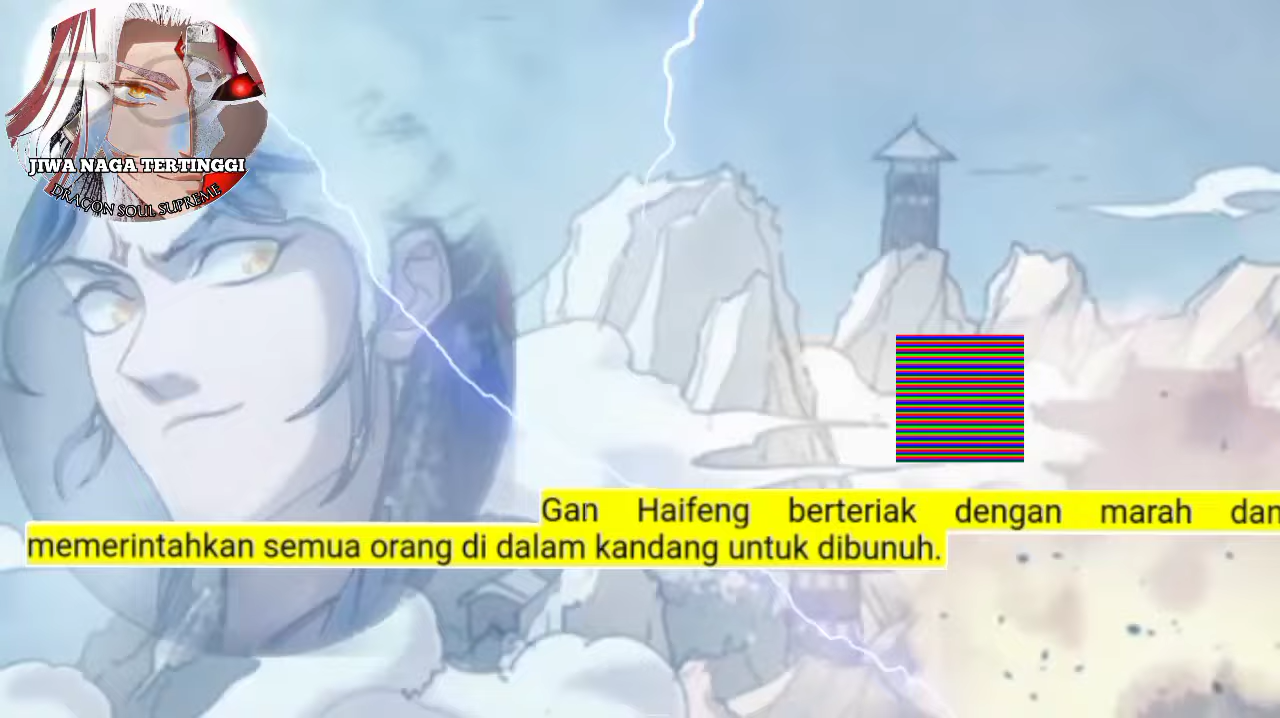 JIWA NAGA TERTINGGI
DRAGON SOUL SUPREME
Gan Haifeng berteriak dengan marah dan
memerintahkan semua orang di dalam kandang untuk dibunuh.